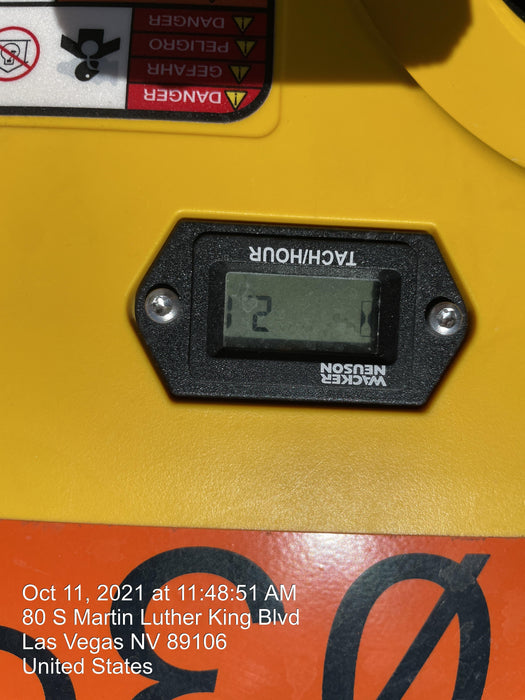 WACKER
NEUSON
2
TACH/HOUR
DANGER
GEFAHR
PELIGRO
DANGER
Oct 11, 2021 at 11:48:51 AM
80 S Martin Luther King Blvd
Las Vegas NV 89106
United States